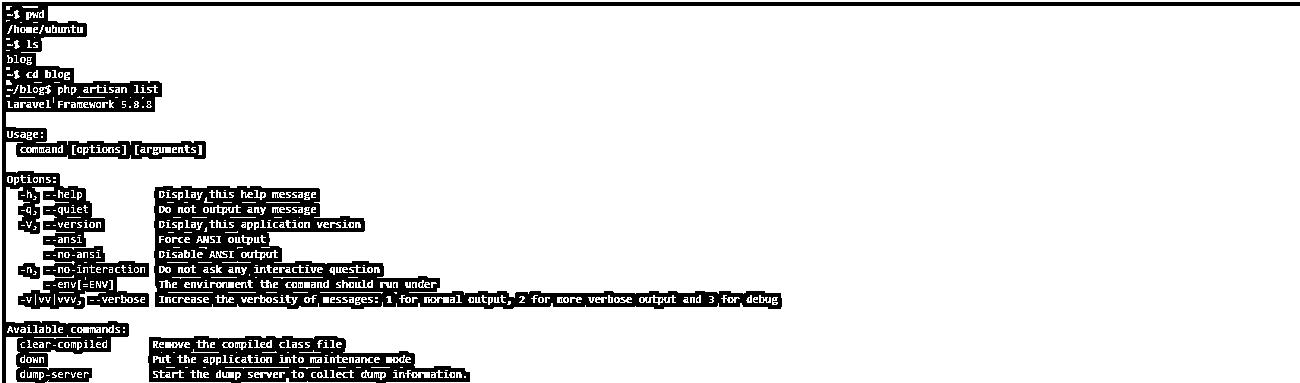 ~$ pwd
/home/ubuntu
~$ ls
blog
~$ cd blog
~/blog$ php artisan list
Laravel Framework 5.8.8
Usage:
command [options] [arguments]
Options:
-h, --help Display this help message
-q, --quiet Do not output any message
-V, --version Display this application version
--ansi Force ANSI output
--no-ansi Disable ANSI output
-n, --no-interaction Do not ask any interactive question
--env[=ENV] The environment the command should run under
-v|vv|vvv, --verbose Increase the verbosity of messages: 1 for normal output, 2 for more verbose output and 3 for debug
Available commands:
clear-compiled Remove the compiled class file
down Put the application into maintenance mode
dump-server Start the dump server to collect dump information.